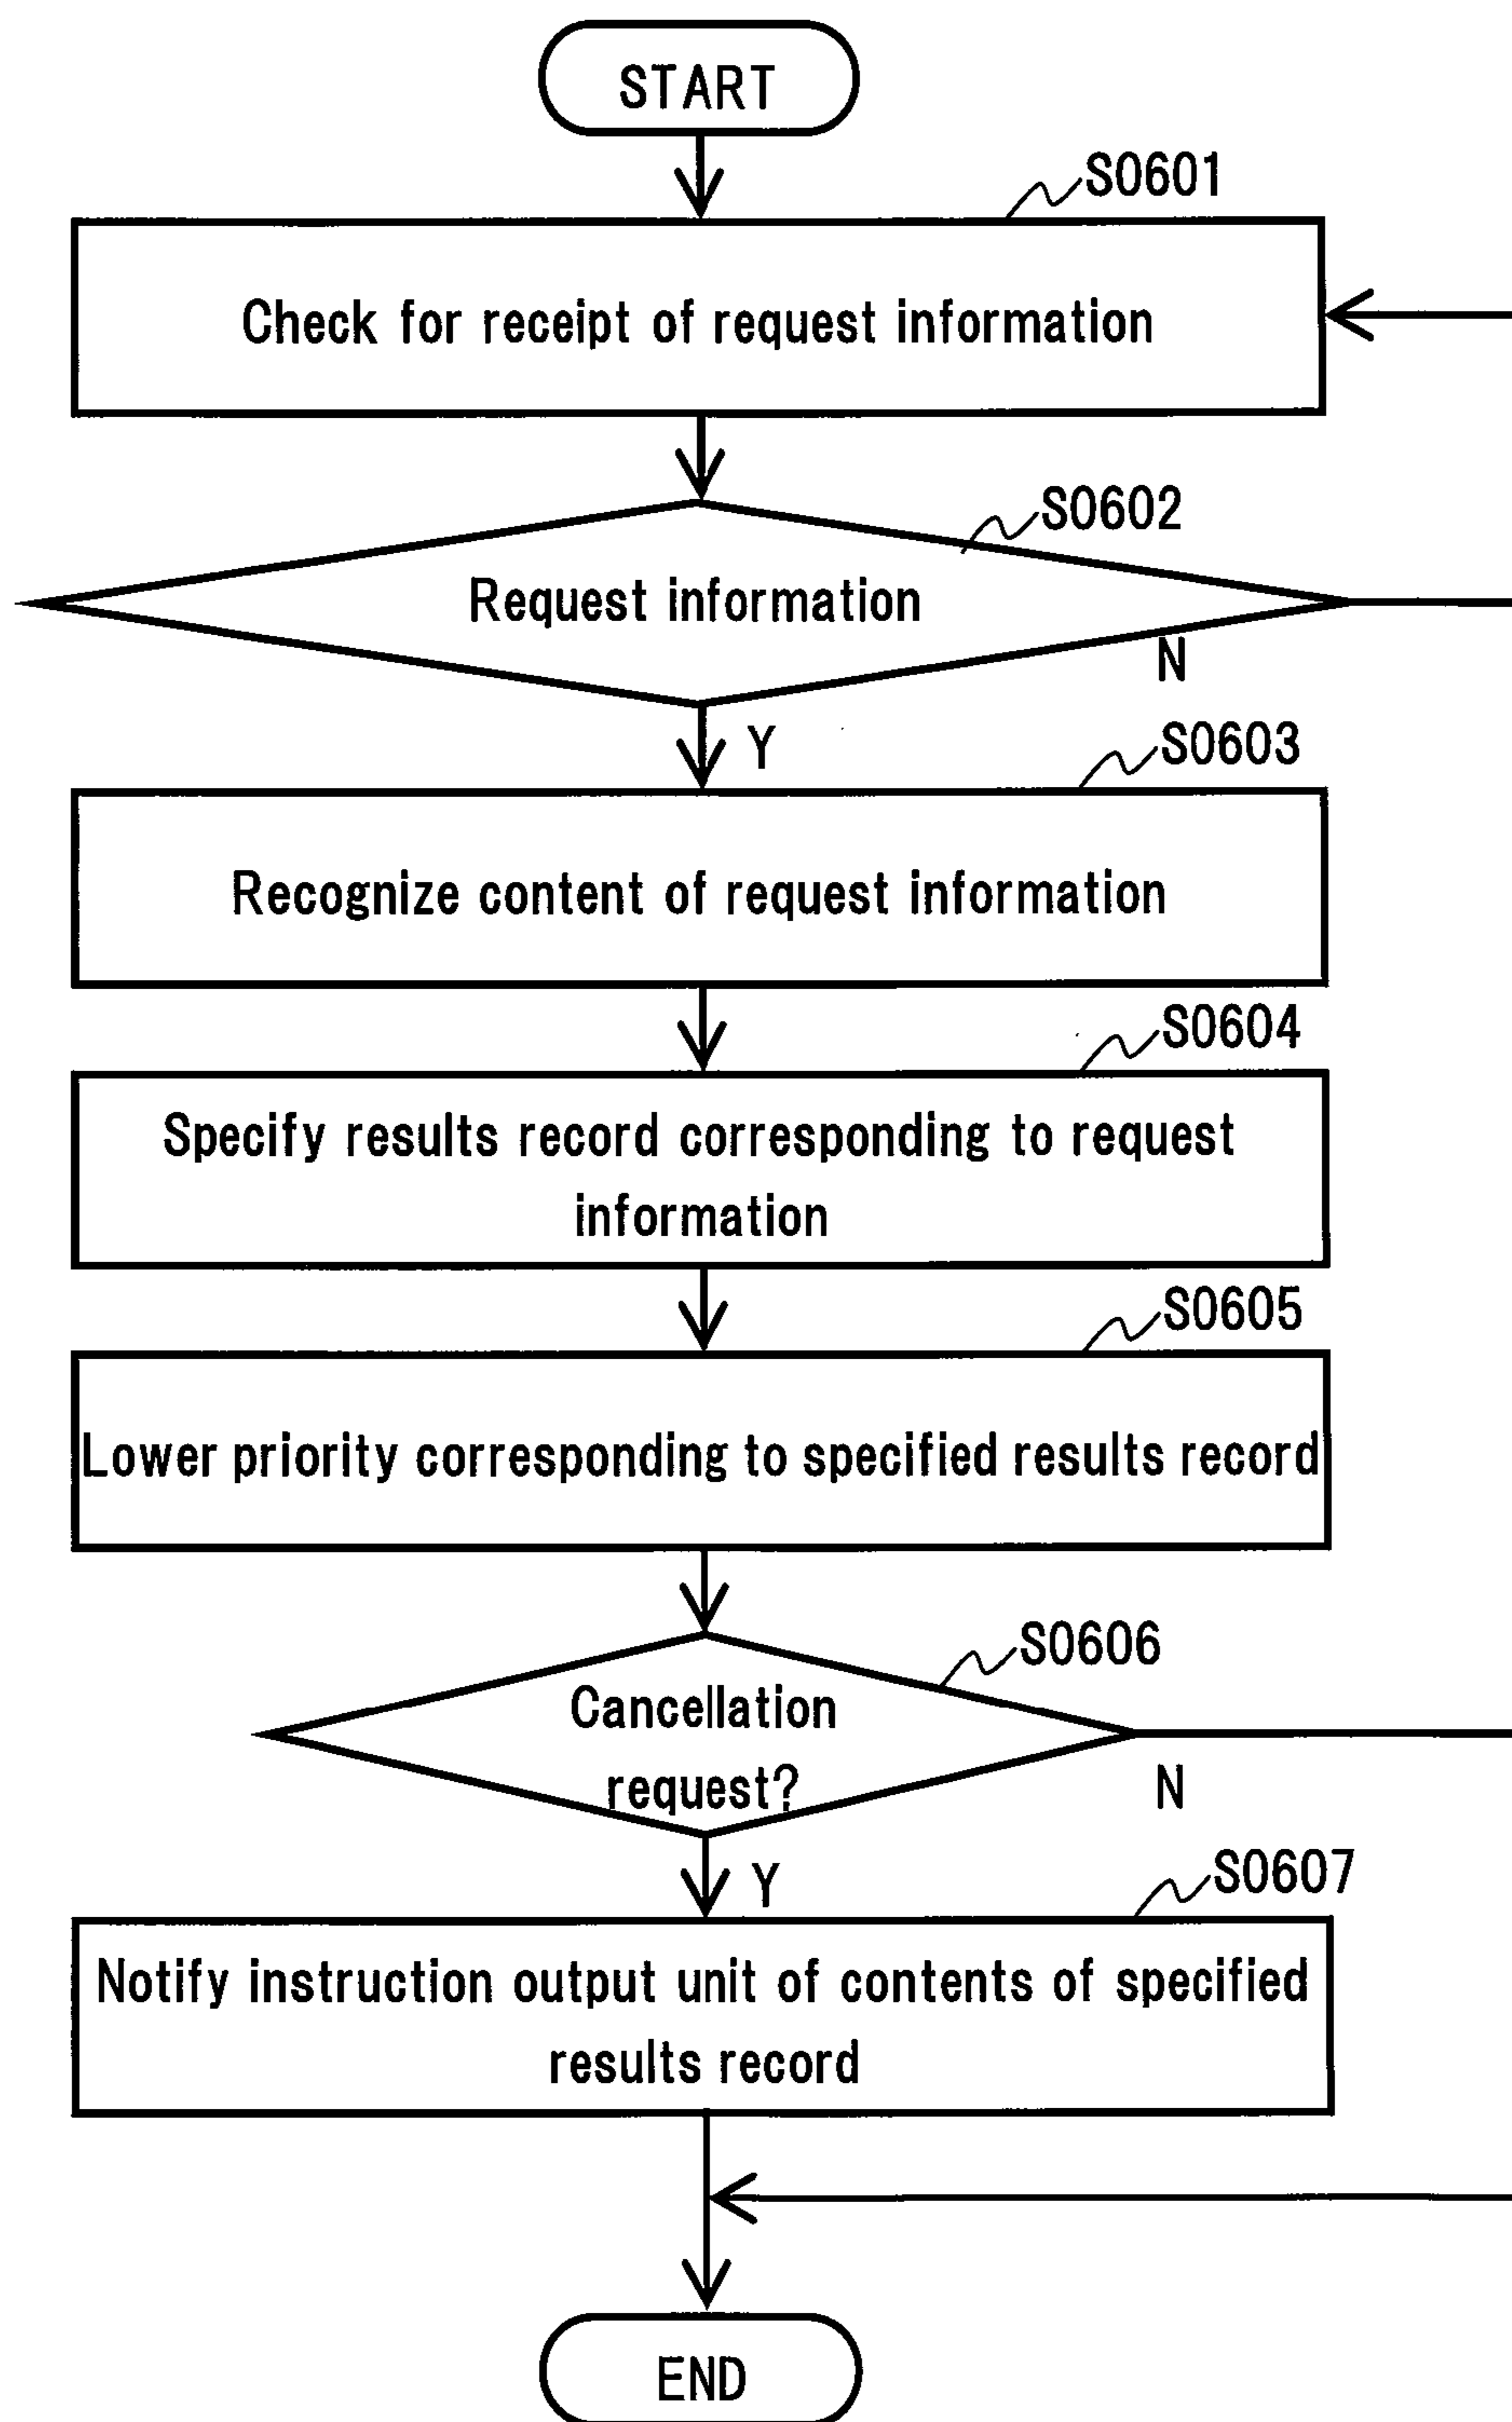 START
S0601
Check for receipt of request information
S0602
Request information
N
Y
S0603
Recognize content of request information
S0604
Specify results record corresponding to request
information
S0605
Lower priority corresponding to specified results record
S0606
Cancellation
request?
N
Y
S0607
Notify instruction output unit of contents of specified
results record
END